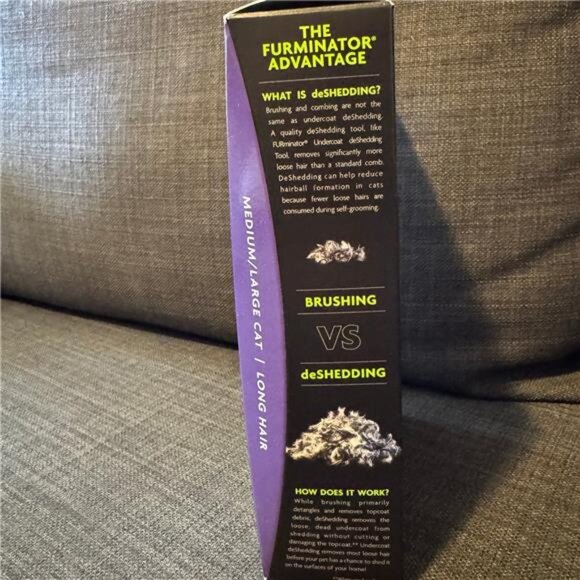 THE
FURMINATOR®
ADVANTAGE
WHAT IS deSHEDDING?
Brushing and combing are not the
same as undercoat deShedding.
A quality deShedding tool, like
FURminator® Undercoat deShedding
Tool, removes significantly more
loose hair than a standard comb.
DeShedding can help reduce
hairball formation in cats
because fewer loose hairs are
consumed during self-grooming.
MEDIUM/LARGE CAT | LONG HAIR
BRUSHING
VS
deSHEDDING
HOW DOES IT WORK?
While brushing primarily
detangles and removes topcoat
debris, deShedding removes the
loose, dead undercoat from
shedding without cutting or
damaging the topcoat.** Undercoat
deShedding removes most loose hair
before your pet has a chance to shed it
on the surfaces of your home!